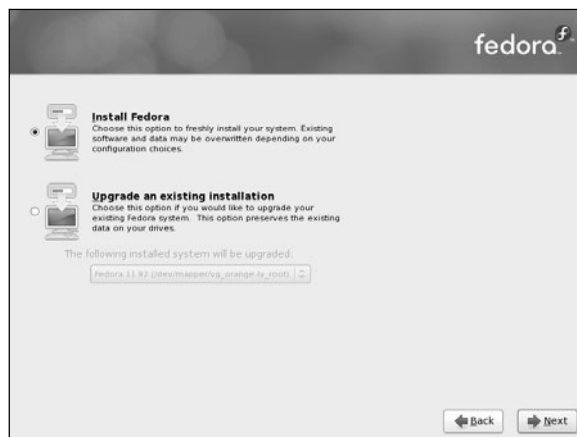 fedora
Install Fedora
Choose this option to freshly install your system. Existing
software and data may be overwritten depending on your
configuration choices.
Upgrade an existing installation
Choose this option if you would like to upgrade your
existing Fedora system. This option preserves the existing
data on your drives.
The following installed system will be upgraded:
Fedora 11.92 (/dev/mapper/vg_orange-lv_root)
Back
Next